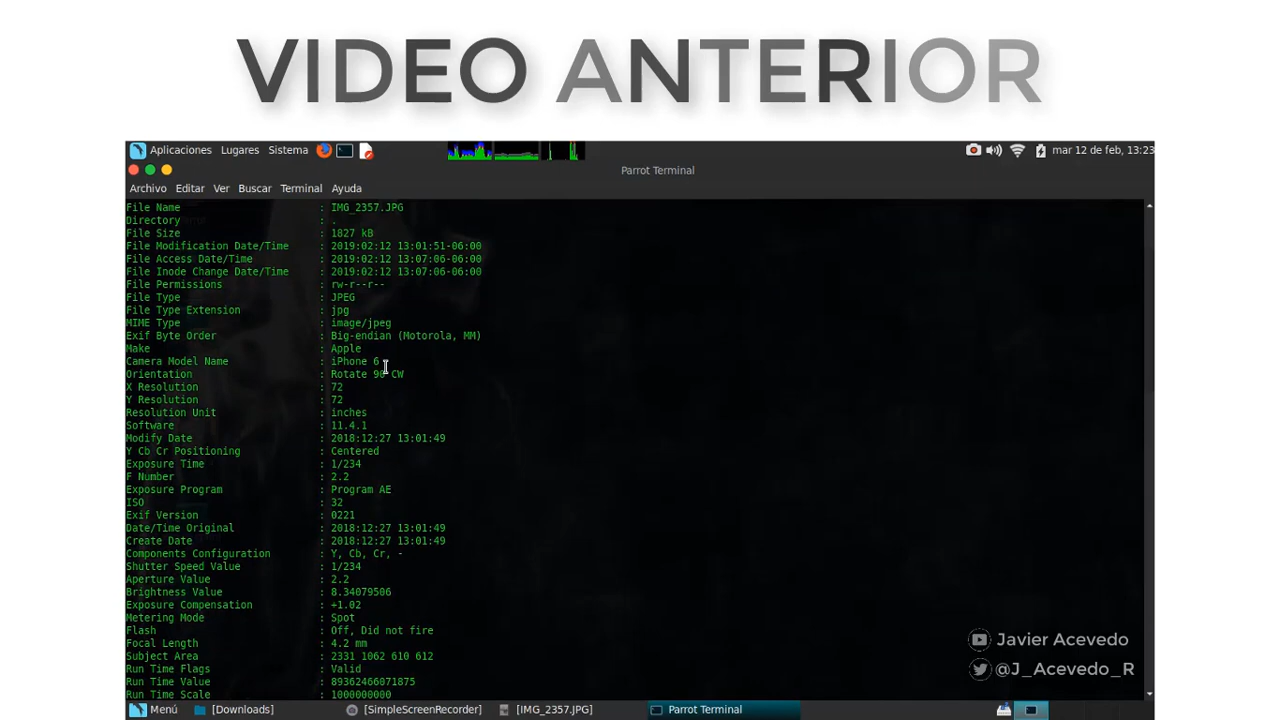 VIDEO ANTERIOR
Aplicaciones Lugares Sistema mar 12 de feb, 13:23
Parrot Terminal
Archivo Editar Ver Buscar Terminal Ayuda
File Name : IMG_2357.JPG
Directory : .
File Size : 1827 kB
File Modification Date/Time : 2019:02:12 13:01:51-06:00
File Access Date/Time : 2019:02:12 13:07:06-06:00
File Inode Change Date/Time : 2019:02:12 13:07:06-06:00
File Permissions : rw-r--r--
File Type : JPEG
File Type Extension : jpg
MIME Type : image/jpeg
Exif Byte Order : Big-endian (Motorola, MM)
Make : Apple
Camera Model Name : iPhone 6
Orientation : Rotate 90 CW
X Resolution : 72
Y Resolution : 72
Resolution Unit : inches
Software : 11.4.1
Modify Date : 2018:12:27 13:01:49
Y Cb Cr Positioning : Centered
Exposure Time : 1/234
F Number : 2.2
Exposure Program : Program AE
ISO : 32
Exif Version : 0221
Date/Time Original : 2018:12:27 13:01:49
Create Date : 2018:12:27 13:01:49
Components Configuration : Y, Cb, Cr, -
Shutter Speed Value : 1/234
Aperture Value : 2.2
Brightness Value : 8.34079506
Exposure Compensation : +1.02
Metering Mode : Spot
Flash : Off, Did not fire
Focal Length : 4.2 mm
Subject Area : 2331 1062 610 612
Run Time Flags : Valid
Run Time Value : 89362466071875
Run Time Scale : 1000000000
Javier Acevedo
@J_Acevedo_R
Menú [Downloads] [SimpleScreenRecorder] [IMG_2357.JPG] Parrot Terminal